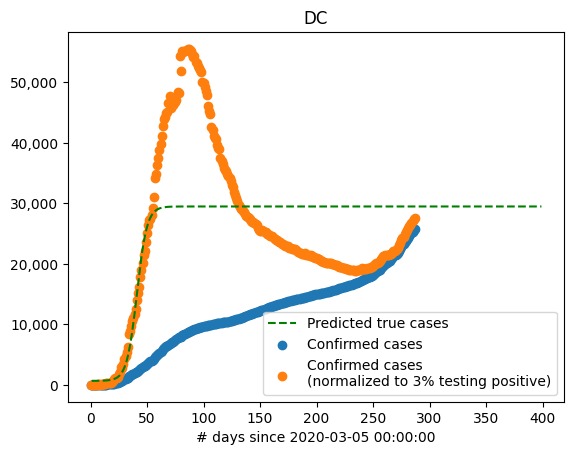 DC
50,000
40,000
30,000
20,000
10,000
0
Predicted true cases
Confirmed cases
Confirmed cases
(normalized to 3% testing positive)
0 50 100 150 200 250 300 350 400
# days since 2020-03-05 00:00:00